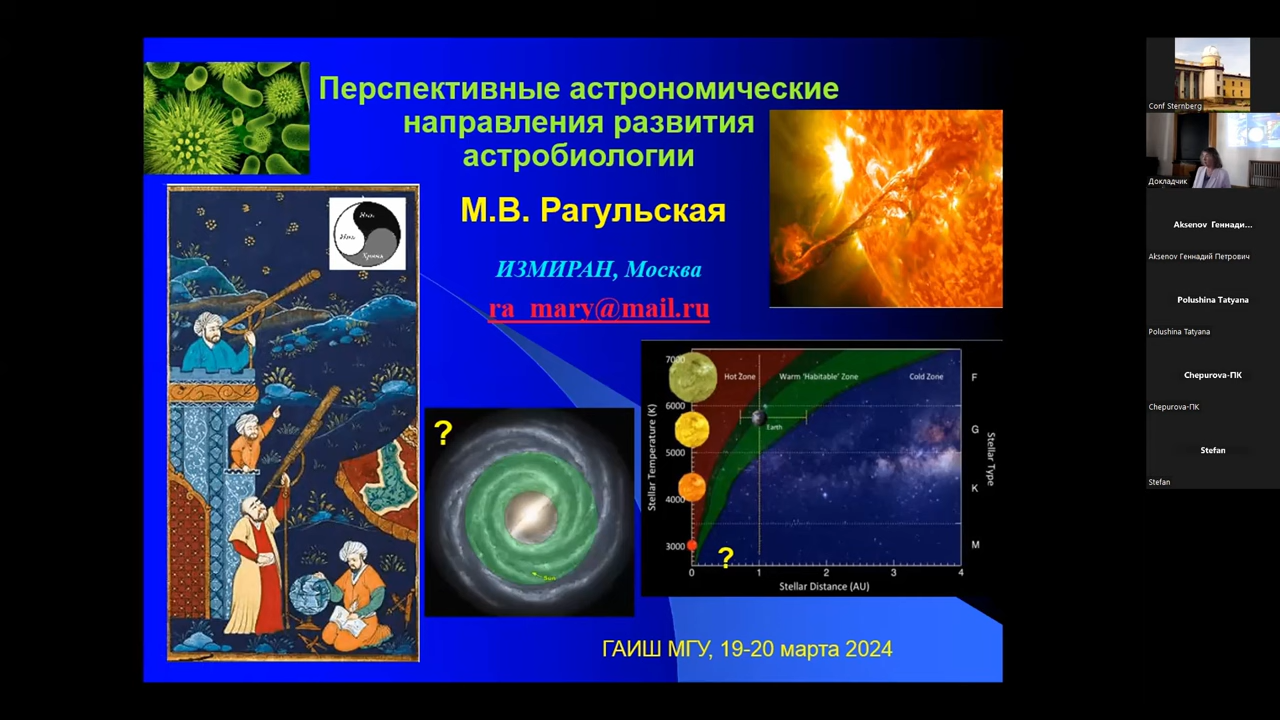 Перспективные астрономические
направления развития
астробиологии
М.В. Рагульская
ИЗМИРАН, Москва
ra_mary@mail.ru
?
Sun
7000
6000
5000
4000
3000
Stellar Temperature (K)
Hot Zone
Warm 'Habitable' Zone
Cold Zone
Earth
F
G
K
M
Stellar Type
?
0 1 2 3 4
Stellar Distance (AU)
ГАИШ МГУ, 19-20 марта 2024
Conf Sternberg
Докладчик
Aksenov Геннади...
Aksenov Геннадий Петрович
Polushina Tatyana
Polushina Tatyana
Chepurova-ПК
Chepurova-ПК
Stefan
Stefan